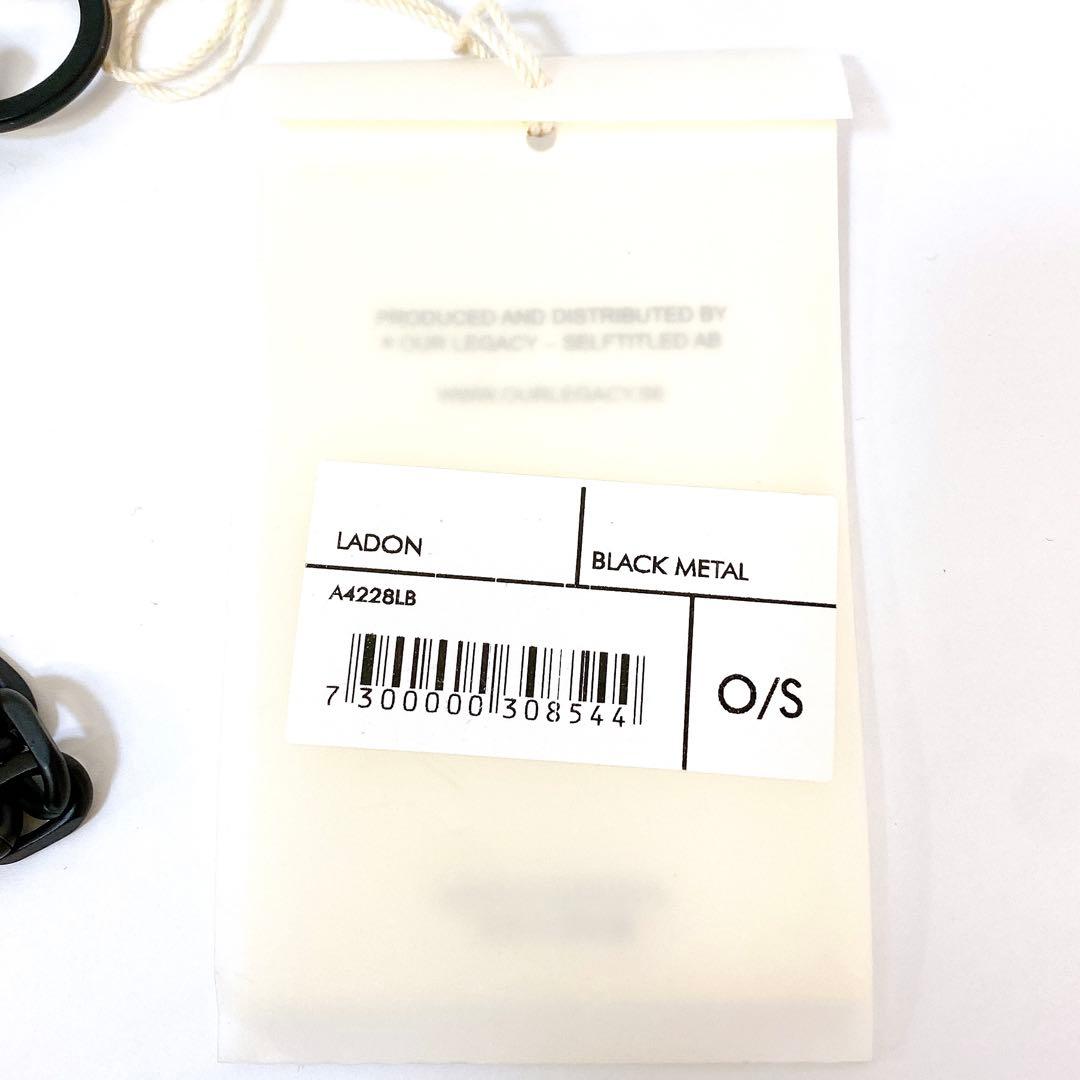 PRODUCED AND DISTRIBUTED BY
® OUR LEGACY – SELFTITLED AB
WWW.OURLEGACY.SE
LADON
BLACK METAL
A4228LB
7 300000 308544
O/S